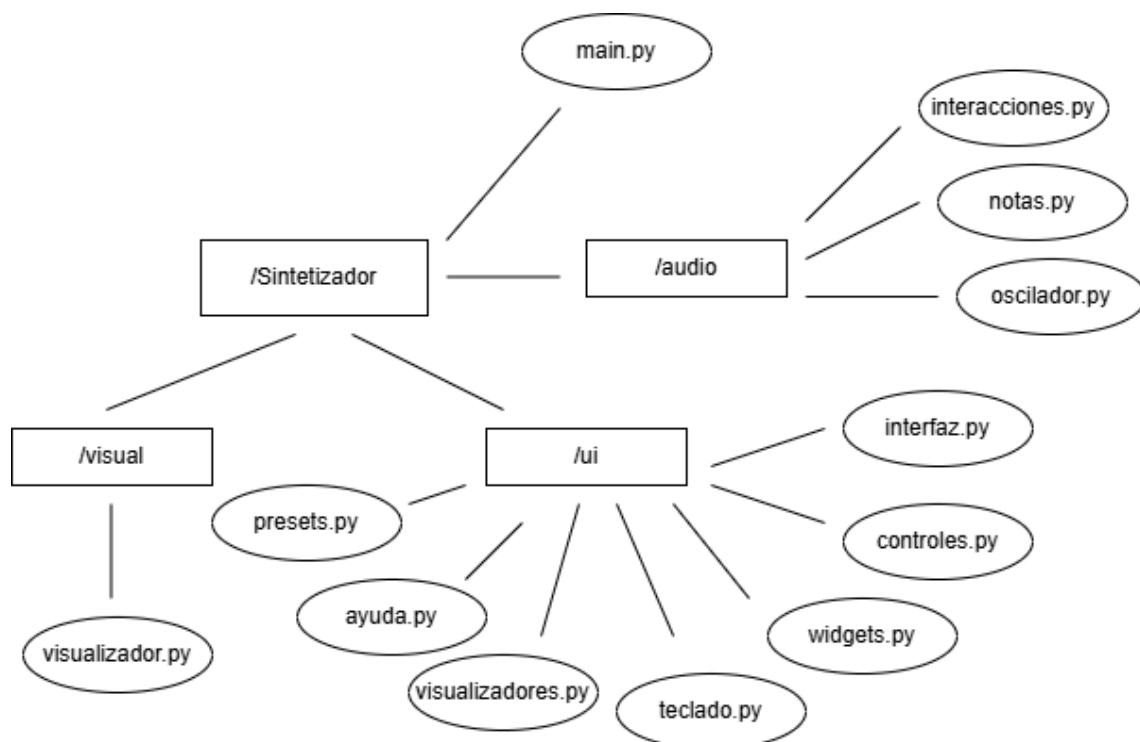 main.py
interacciones.py
notas.py
/Sintetizador
/audio
oscilador.py
/visual
/ui
interfaz.py
presets.py
controles.py
ayuda.py
widgets.py
visualizador.py
visualizadores.py
teclado.py